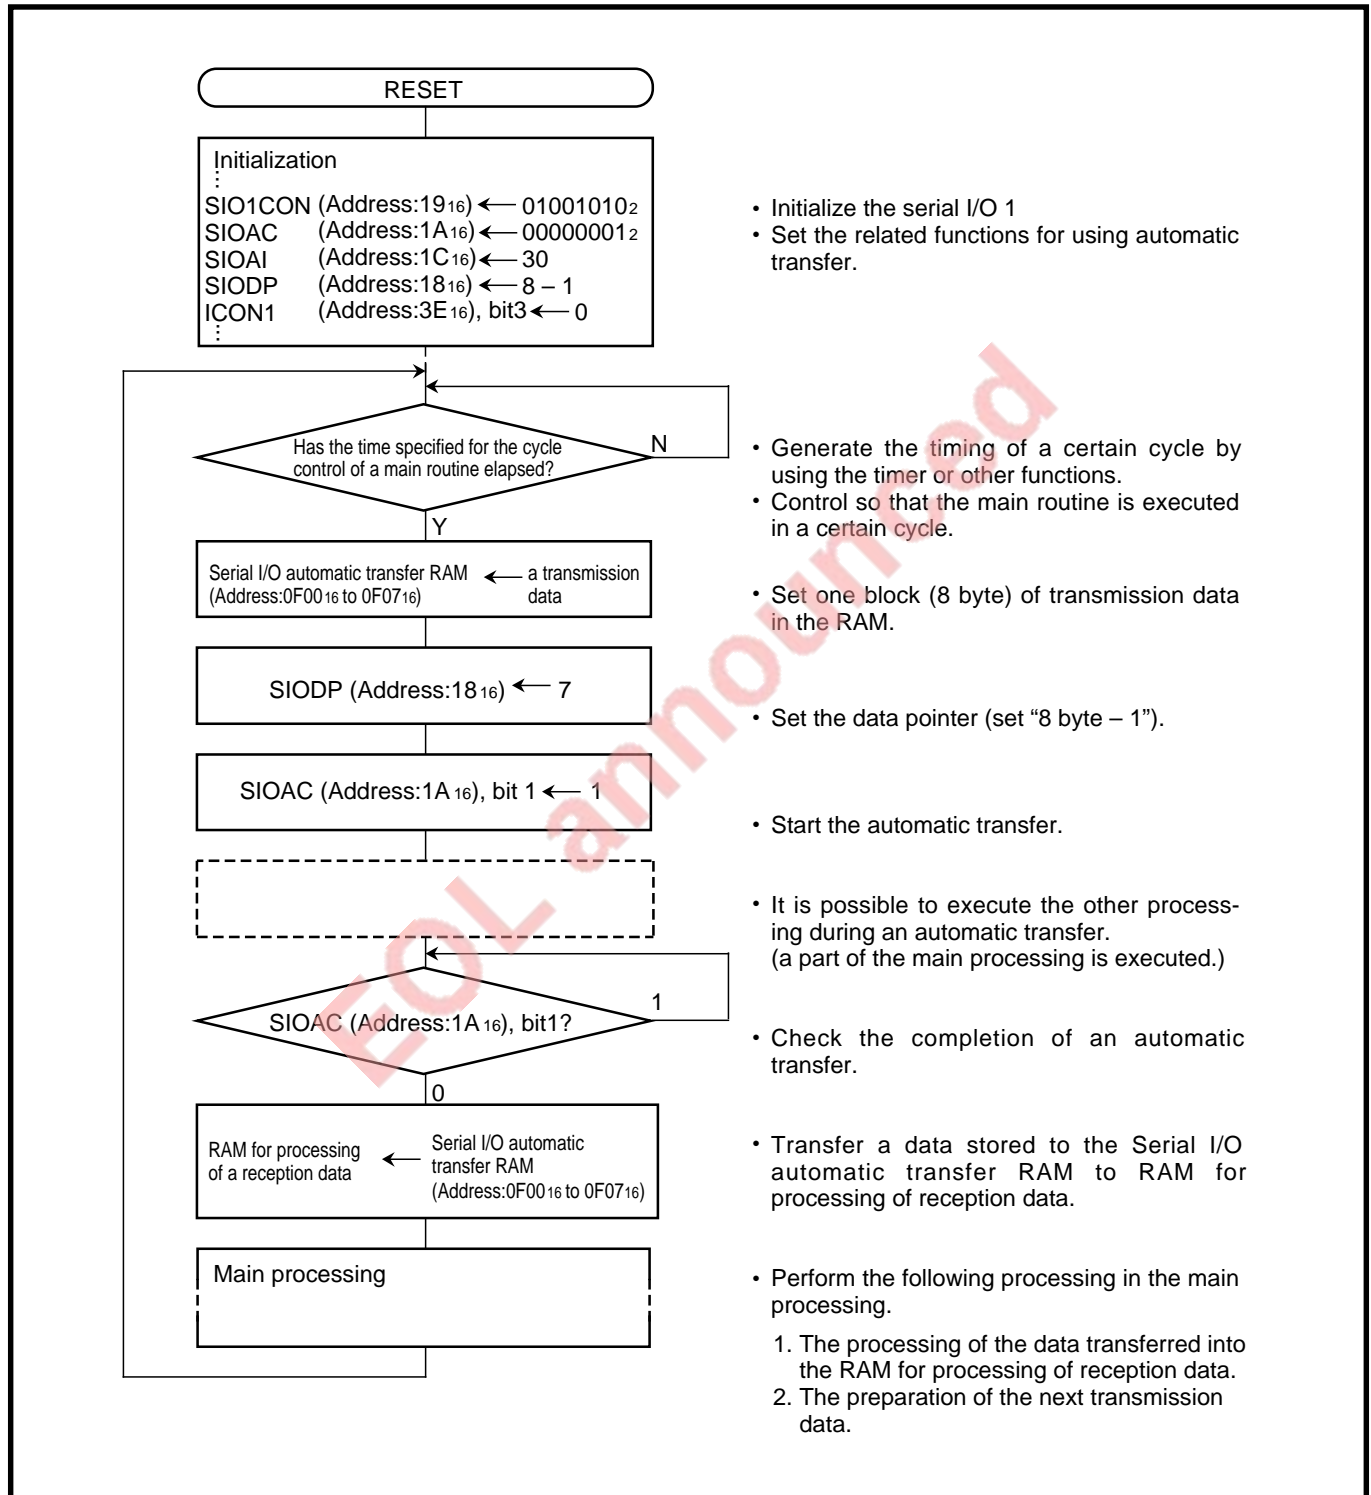 RESET
Initialization
⋮
SIO1CON (Address:19₁₆) ← 01001010₂
SIOAC (Address:1A₁₆) ← 00000001₂
SIOAI (Address:1C₁₆) ← 30
SIODP (Address:18₁₆) ← 8 – 1
ICON1 (Address:3E₁₆), bit3 ← 0
⋮
• Initialize the serial I/O 1
• Set the related functions for using automatic
transfer.
Has the time specified for the cycle
control of a main routine elapsed?
N
Y
• Generate the timing of a certain cycle by
using the timer or other functions.
• Control so that the main routine is executed
in a certain cycle.
Serial I/O automatic transfer RAM ← a transmission
(Address:0F00₁₆ to 0F07₁₆) data
• Set one block (8 byte) of transmission data
in the RAM.
SIODP (Address:18₁₆) ← 7
• Set the data pointer (set “8 byte – 1”).
SIOAC (Address:1A₁₆), bit 1 ← 1
• Start the automatic transfer.
• It is possible to execute the other process-
ing during an automatic transfer.
(a part of the main processing is executed.)
SIOAC (Address:1A₁₆), bit1?
1
0
• Check the completion of an automatic
transfer.
RAM for processing
of a reception data
←
Serial I/O automatic
transfer RAM
(Address:0F00₁₆ to 0F07₁₆)
• Transfer a data stored to the Serial I/O
automatic transfer RAM to RAM for
processing of reception data.
Main processing
• Perform the following processing in the main
processing.
1. The processing of the data transferred into
the RAM for processing of reception data.
2. The preparation of the next transmission
data.
EOL announced